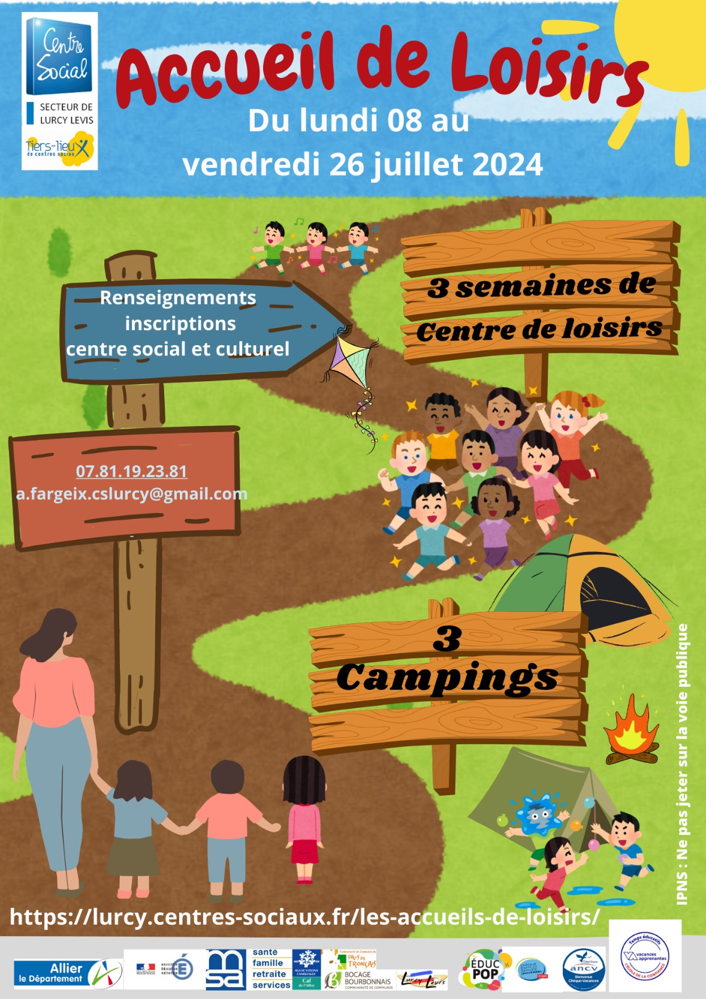 Centre
Social
SECTEUR DE
LURCY LEVIS
Tiers-lieux
de centres sociaux
Accueil de Loisirs
Du lundi 08 au
vendredi 26 juillet 2024
3 semaines de
Centre de loisirs
Renseignements
inscriptions
centre social et culturel
07.81.19.23.81
a.fargeix.cslurcy@gmail.com
3
Campings
IPNS : Ne pas jeter sur la voie publique
https://lurcy.centres-sociaux.fr/les-accueils-de-loisirs/
Allier
le Département
msa
santé
famille
retraite
services
ALLOCATIONS
FAMILIALES
Caf
de l'Allier
PAYS DE
TRONÇAIS
BOCAGE
BOURBONNAIS
COMMUNAUTÉ DE COMMUNES
Lurcy Lévis
ÉDUC
POP
ancv
Bienvenue
Chèque-Vacances
Temps éducatifs
vacances
apprenantes
L'ÉCOLE DE LA CONFIANCE